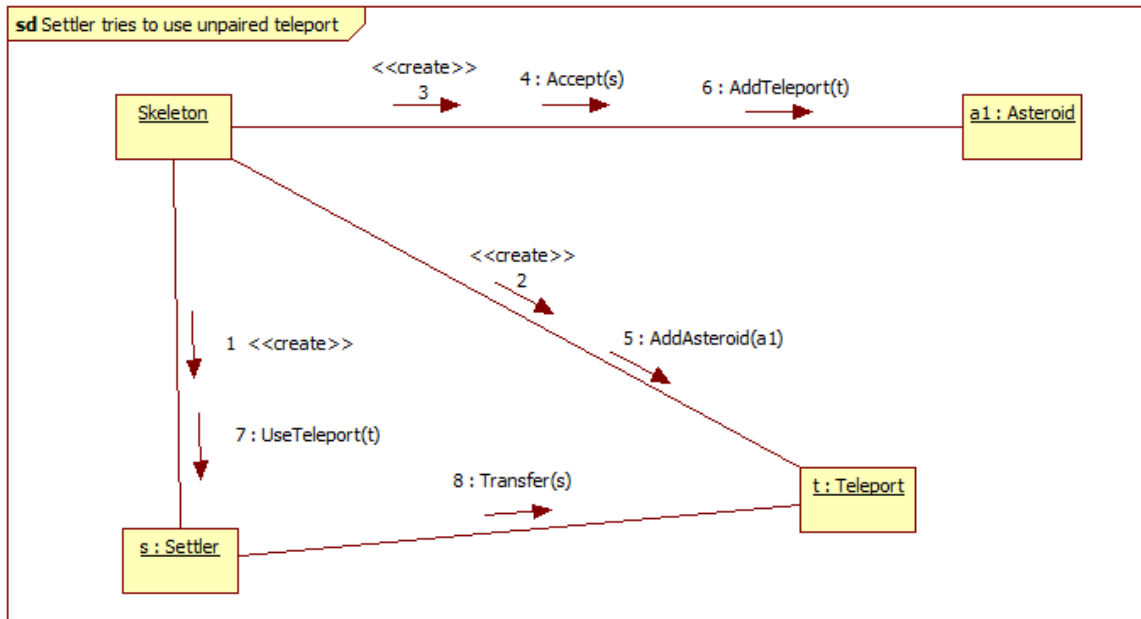 sd Settler tries to use unpaired teleport
<<create>>
3
4 : Accept(s)
6 : AddTeleport(t)
Skeleton
a1 : Asteroid
<<create>>
2
1 <<create>>
5 : AddAsteroid(a1)
7 : UseTeleport(t)
8 : Transfer(s)
t : Teleport
s : Settler